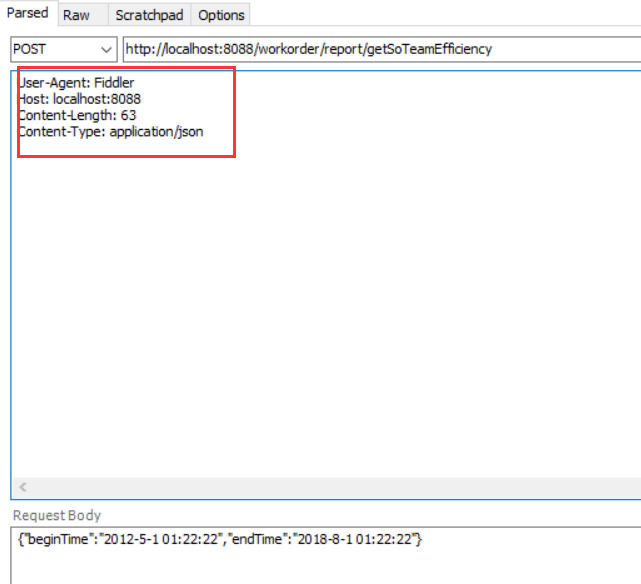 Parsed Raw Scratchpad Options
POST http://localhost:8088/workorder/report/getSoTeamEfficiency
User-Agent: Fiddler
Host: localhost:8088
Content-Length: 63
Content-Type: application/json
Request Body
{"beginTime":"2012-5-1 01:22:22","endTime":"2018-8-1 01:22:22"}